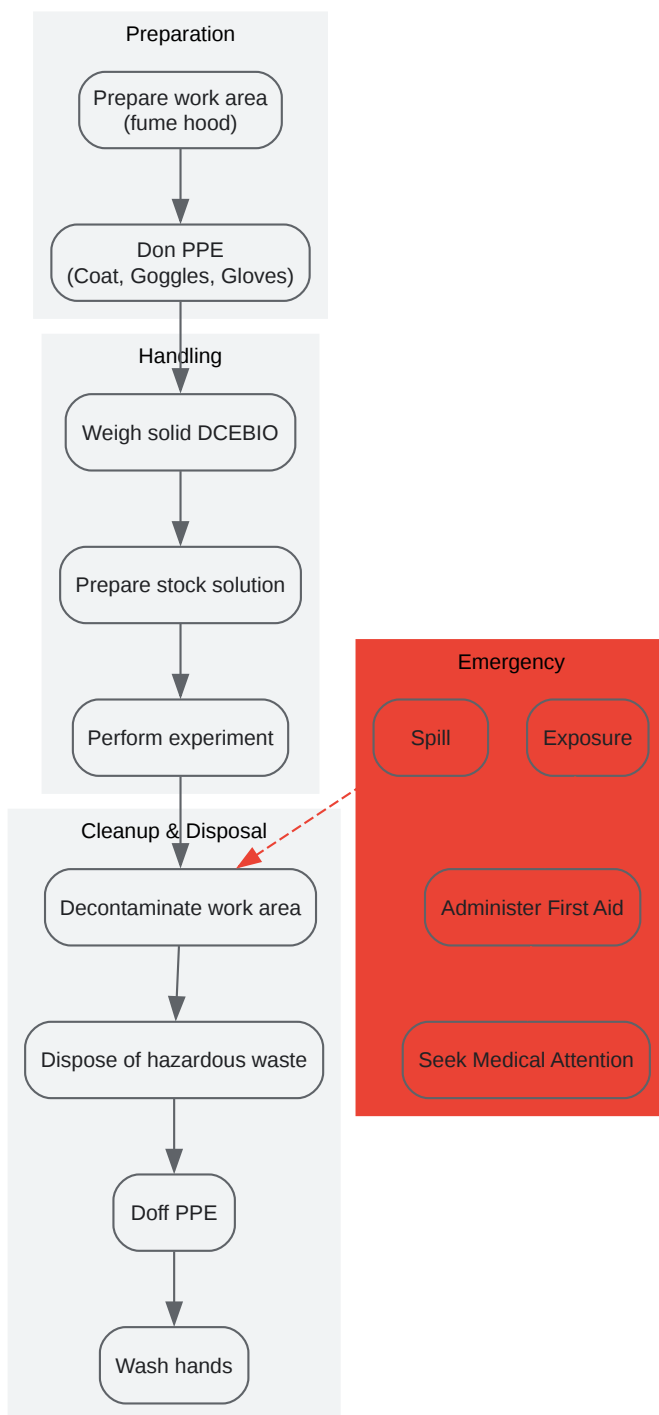 Preparation
Prepare work area
(fume hood)
Don PPE
(Coat, Goggles, Gloves)
Handling
Weigh solid DCEBIO
Prepare stock solution
Perform experiment
Cleanup & Disposal
Decontaminate work area
Dispose of hazardous waste
Doff PPE
Wash hands
Emergency
Spill
Exposure
Administer First Aid
Seek Medical Attention